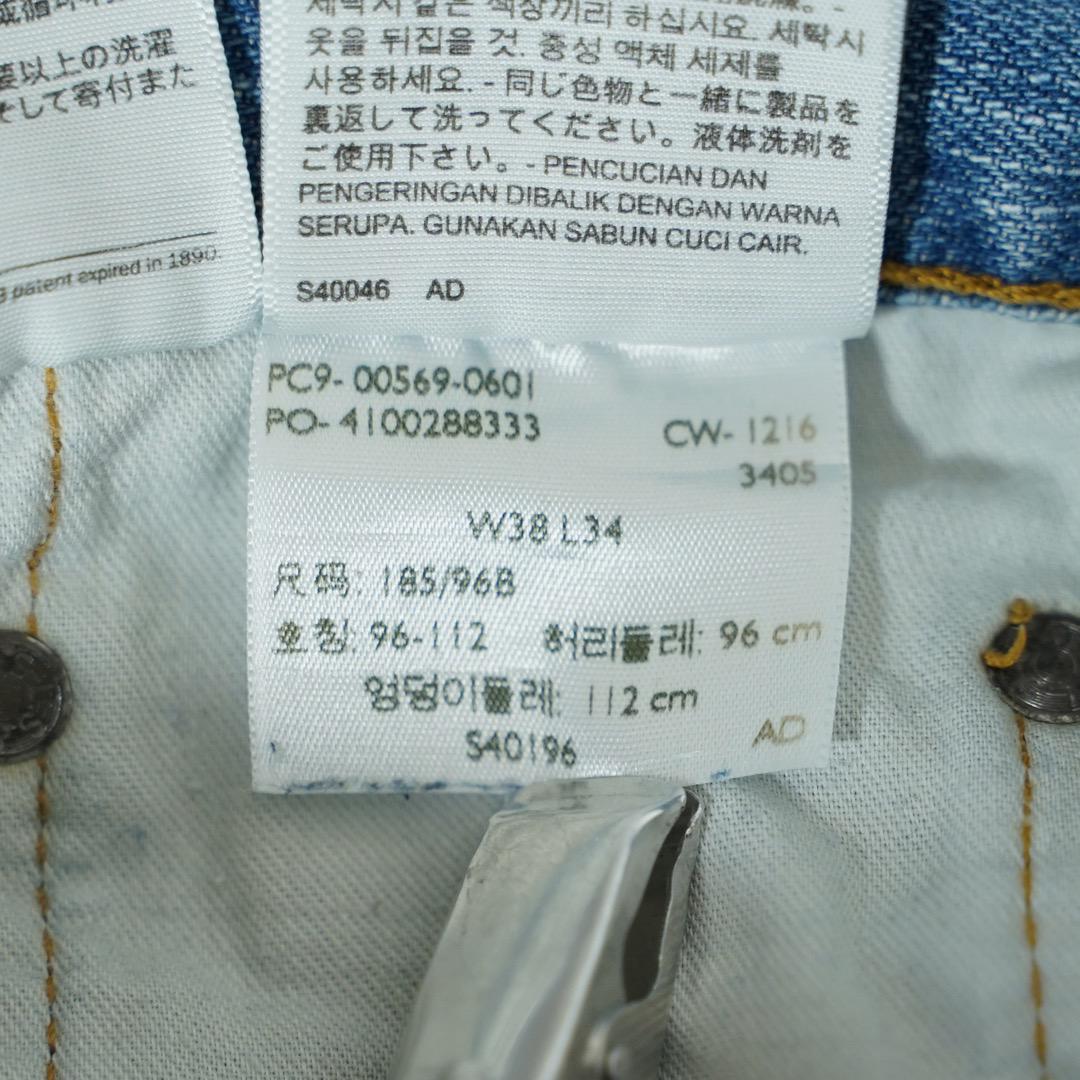 要以上の洗濯
そして寄付また
patent expired in 1890.
세탁시 같은 색상끼리 하십시요. 세탁시
옷을 뒤집을 것. 중성 액체 세제를
사용하세요. - 同じ色物と一緒に製品を
裏返して洗ってください。液体洗剤を
ご使用下さい。- PENCUCIAN DAN
PENGERINGAN DIBALIK DENGAN WARNA
SERUPA. GUNAKAN SABUN CUCI CAIR.
S40046 AD
PC9- 00569-0601
PO- 4100288333
CW- 1216
3405
W38 L34
尺码: 185/96B
호칭: 96-112 허리둘레: 96 cm
엉덩이둘레: 112 cm
S40196
AD